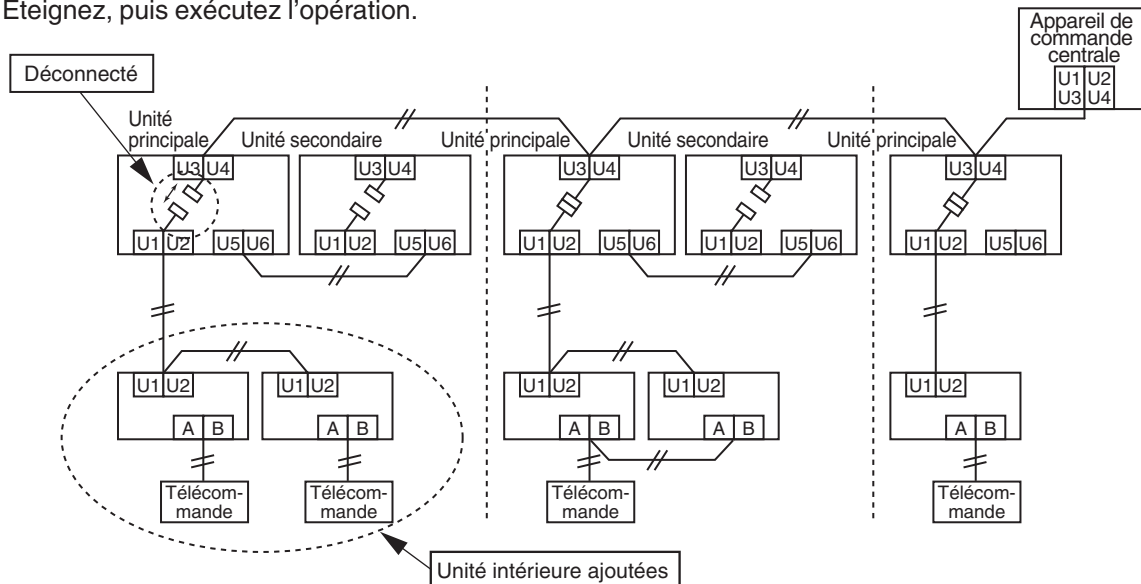 Eteignez, puis exécutez l'opération.
Appareil de
commande
centrale
U1 U2
U3 U4
Déconnecté
Unité
principale
Unité secondaire
Unité principale
Unité secondaire
Unité principale
U3 U4
U3 U4
U3 U4
U3 U4
U3 U4
U1 U2
U5 U6
U1 U2
U5 U6
U1 U2
U5 U6
U1 U2
U5 U6
U1 U2
U5 U6
U1 U2
U1 U2
U1 U2
U1 U2
U1 U2
A B
A B
A B
A B
A B
Télécom-
mande
Télécom-
mande
Télécom-
mande
Télécom-
mande
Unité intérieure ajoutées